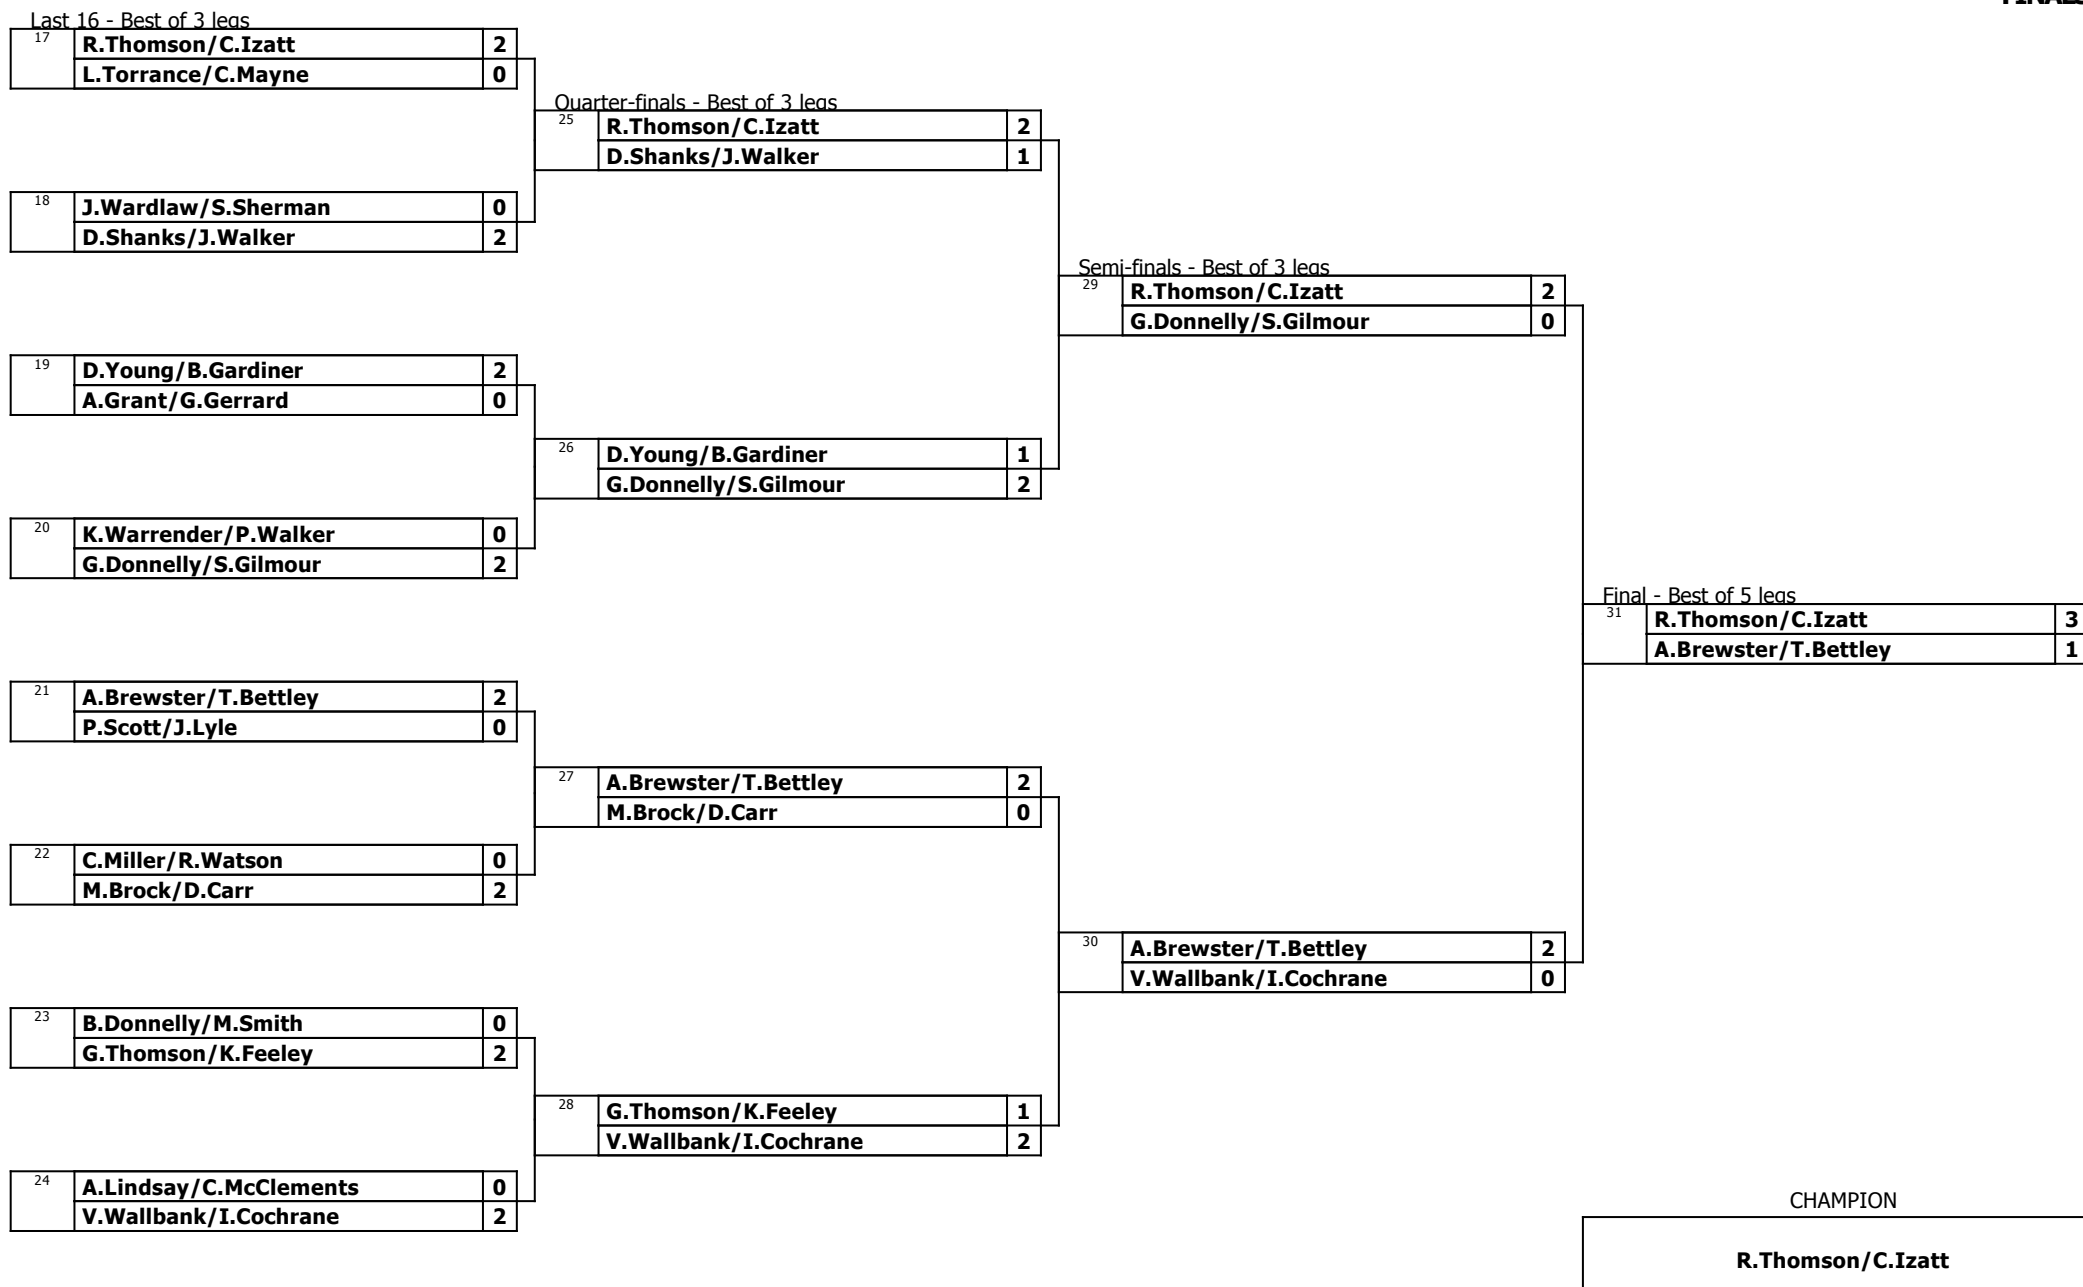 FINALS
Last 16 - Best of 3 legs
17 R.Thomson/C.Izatt 2
L.Torrance/C.Mayne 0
18 J.Wardlaw/S.Sherman 0
D.Shanks/J.Walker 2
19 D.Young/B.Gardiner 2
A.Grant/G.Gerrard 0
20 K.Warrender/P.Walker 0
G.Donnelly/S.Gilmour 2
21 A.Brewster/T.Bettley 2
P.Scott/J.Lyle 0
22 C.Miller/R.Watson 0
M.Brock/D.Carr 2
23 B.Donnelly/M.Smith 0
G.Thomson/K.Feeley 2
24 A.Lindsay/C.McClements 0
V.Wallbank/I.Cochrane 2
Quarter-finals - Best of 3 legs
25 R.Thomson/C.Izatt 2
D.Shanks/J.Walker 1
26 D.Young/B.Gardiner 1
G.Donnelly/S.Gilmour 2
27 A.Brewster/T.Bettley 2
M.Brock/D.Carr 0
28 G.Thomson/K.Feeley 1
V.Wallbank/I.Cochrane 2
Semi-finals - Best of 3 legs
29 R.Thomson/C.Izatt 2
G.Donnelly/S.Gilmour 0
30 A.Brewster/T.Bettley 2
V.Wallbank/I.Cochrane 0
Final - Best of 5 legs
31 R.Thomson/C.Izatt 3
A.Brewster/T.Bettley 1
CHAMPION
R.Thomson/C.Izatt